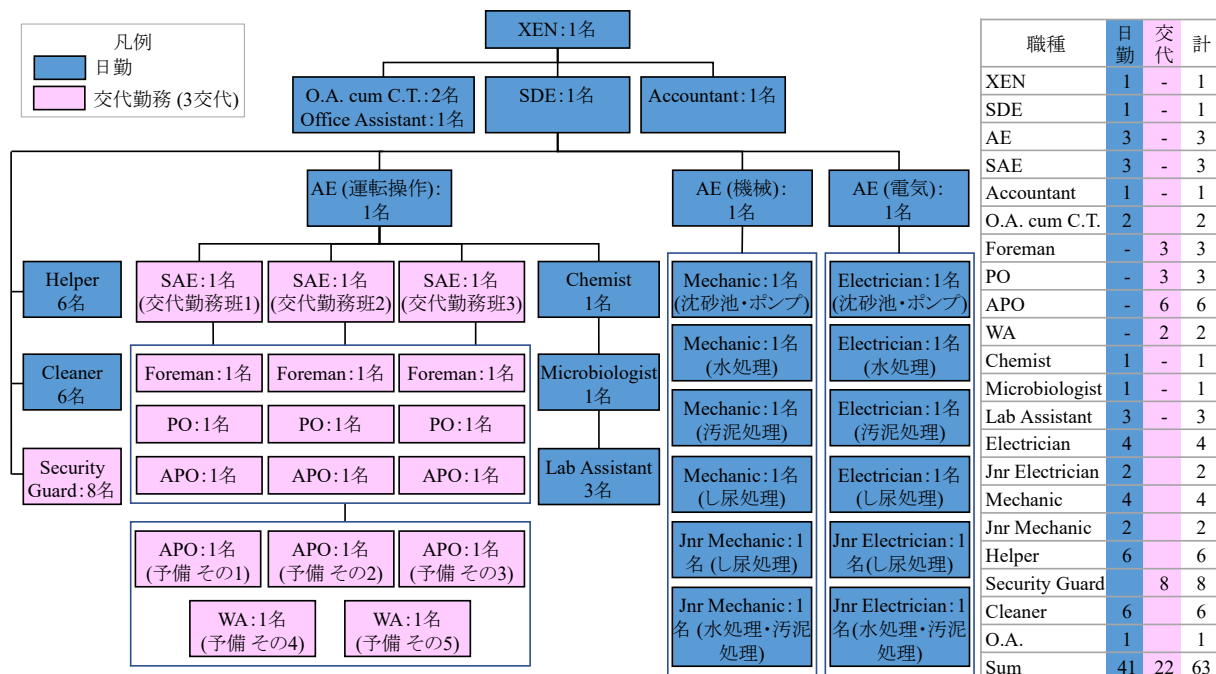 XEN:1名
凡例
日勤
交代勤務 (3交代)
O.A. cum C.T.:2名
Office Assistant:1名
SDE:1名
Accountant:1名
AE (運転操作):
1名
AE (機械):
1名
AE (電気):
1名
Helper
6名
SAE:1名
(交代勤務班1)
SAE:1名
(交代勤務班2)
SAE:1名
(交代勤務班3)
Chemist
1名
Mechanic:1名
(沈砂池・ポンプ)
Electrician:1名
(沈砂池・ポンプ)
Mechanic:1名
(水処理)
Electrician:1名
(水処理)
Cleaner
6名
Foreman:1名
Foreman:1名
Foreman:1名
Microbiologist
1名
PO:1名
PO:1名
PO:1名
Mechanic:1名
(汚泥処理)
Electrician:1名
(汚泥処理)
Security
Guard:8名
APO:1名
APO:1名
APO:1名
Lab Assistant
3名
Mechanic:1名
(し尿処理)
Electrician:1名
(し尿処理)
APO:1名
(予備 その1)
APO:1名
(予備 その2)
APO:1名
(予備 その3)
Jnr Mechanic:1
名 (し尿処理)
Jnr Electrician:1
名(し尿処理)
WA:1名
(予備 その4)
WA:1名
(予備 その5)
Jnr Mechanic:1
名 (水処理・汚泥
処理)
Jnr Electrician:1
名(水処理・汚泥
処理)
職種 日勤 交代 計
XEN 1 - 1
SDE 1 - 1
AE 3 - 3
SAE 3 - 3
Accountant 1 - 1
O.A. cum C.T. 2 2
Foreman - 3 3
PO - 3 3
APO - 6 6
WA - 2 2
Chemist 1 - 1
Microbiologist 1 - 1
Lab Assistant 3 - 3
Electrician 4 4
Jnr Electrician 2 2
Mechanic 4 4
Jnr Mechanic 2 2
Helper 6 6
Security Guard 8 8
Cleaner 6 6
O.A. 1 1
Sum 41 22 63